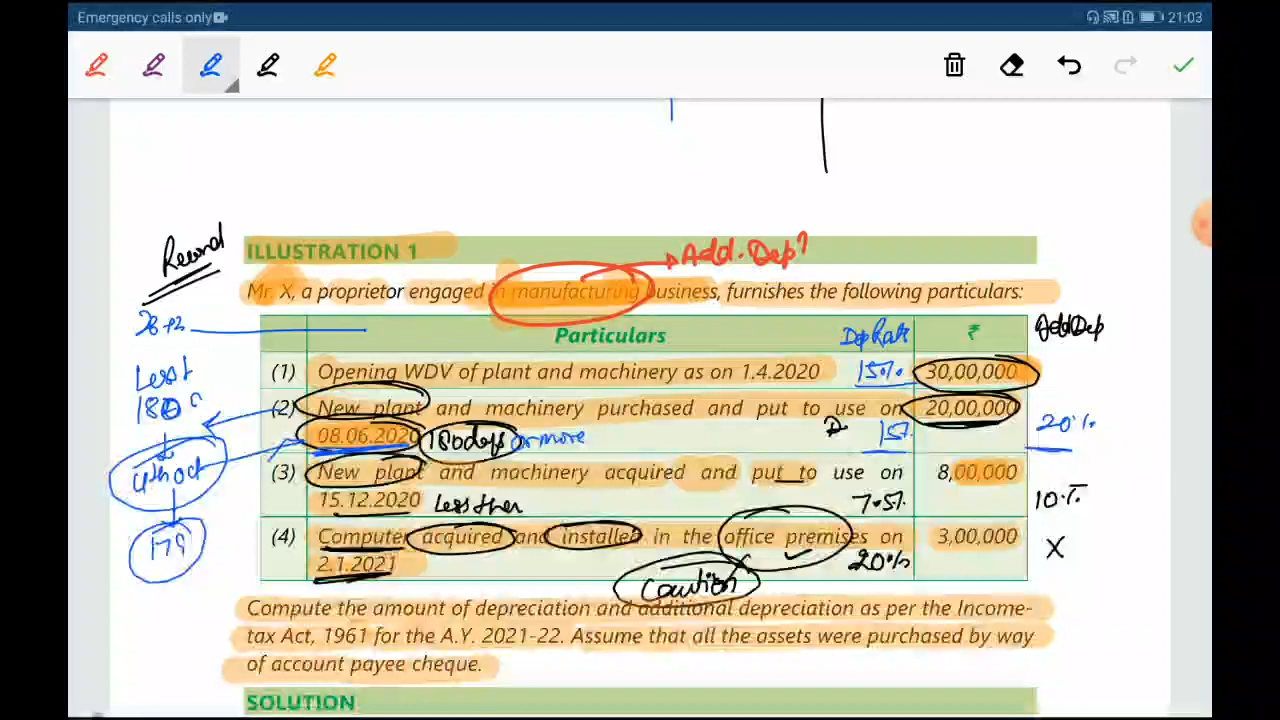 Emergency calls only
21:03
Record
ILLUSTRATION 1
Add. Dep?
Mr. X, a proprietor engaged in manufacturing business, furnishes the following particulars:
Particulars Dep Rate ₹ Add Dep
(1) Opening WDV of plant and machinery as on 1.4.2020 15% 30,00,000
Less
180
(2) New plant and machinery purchased and put to use on 20,00,000
08.06.2020 180 days or more 15% 20%
4th oct
(3) New plant and machinery acquired and put to use on 8,00,000
15.12.2020 Less then 7.5% 10%
179
(4) Computer acquired and installed in the office premises on 3,00,000 X
2.1.2021 20%
Caution
Compute the amount of depreciation and additional depreciation as per the Income-
tax Act, 1961 for the A.Y. 2021-22. Assume that all the assets were purchased by way
of account payee cheque.
SOLUTION